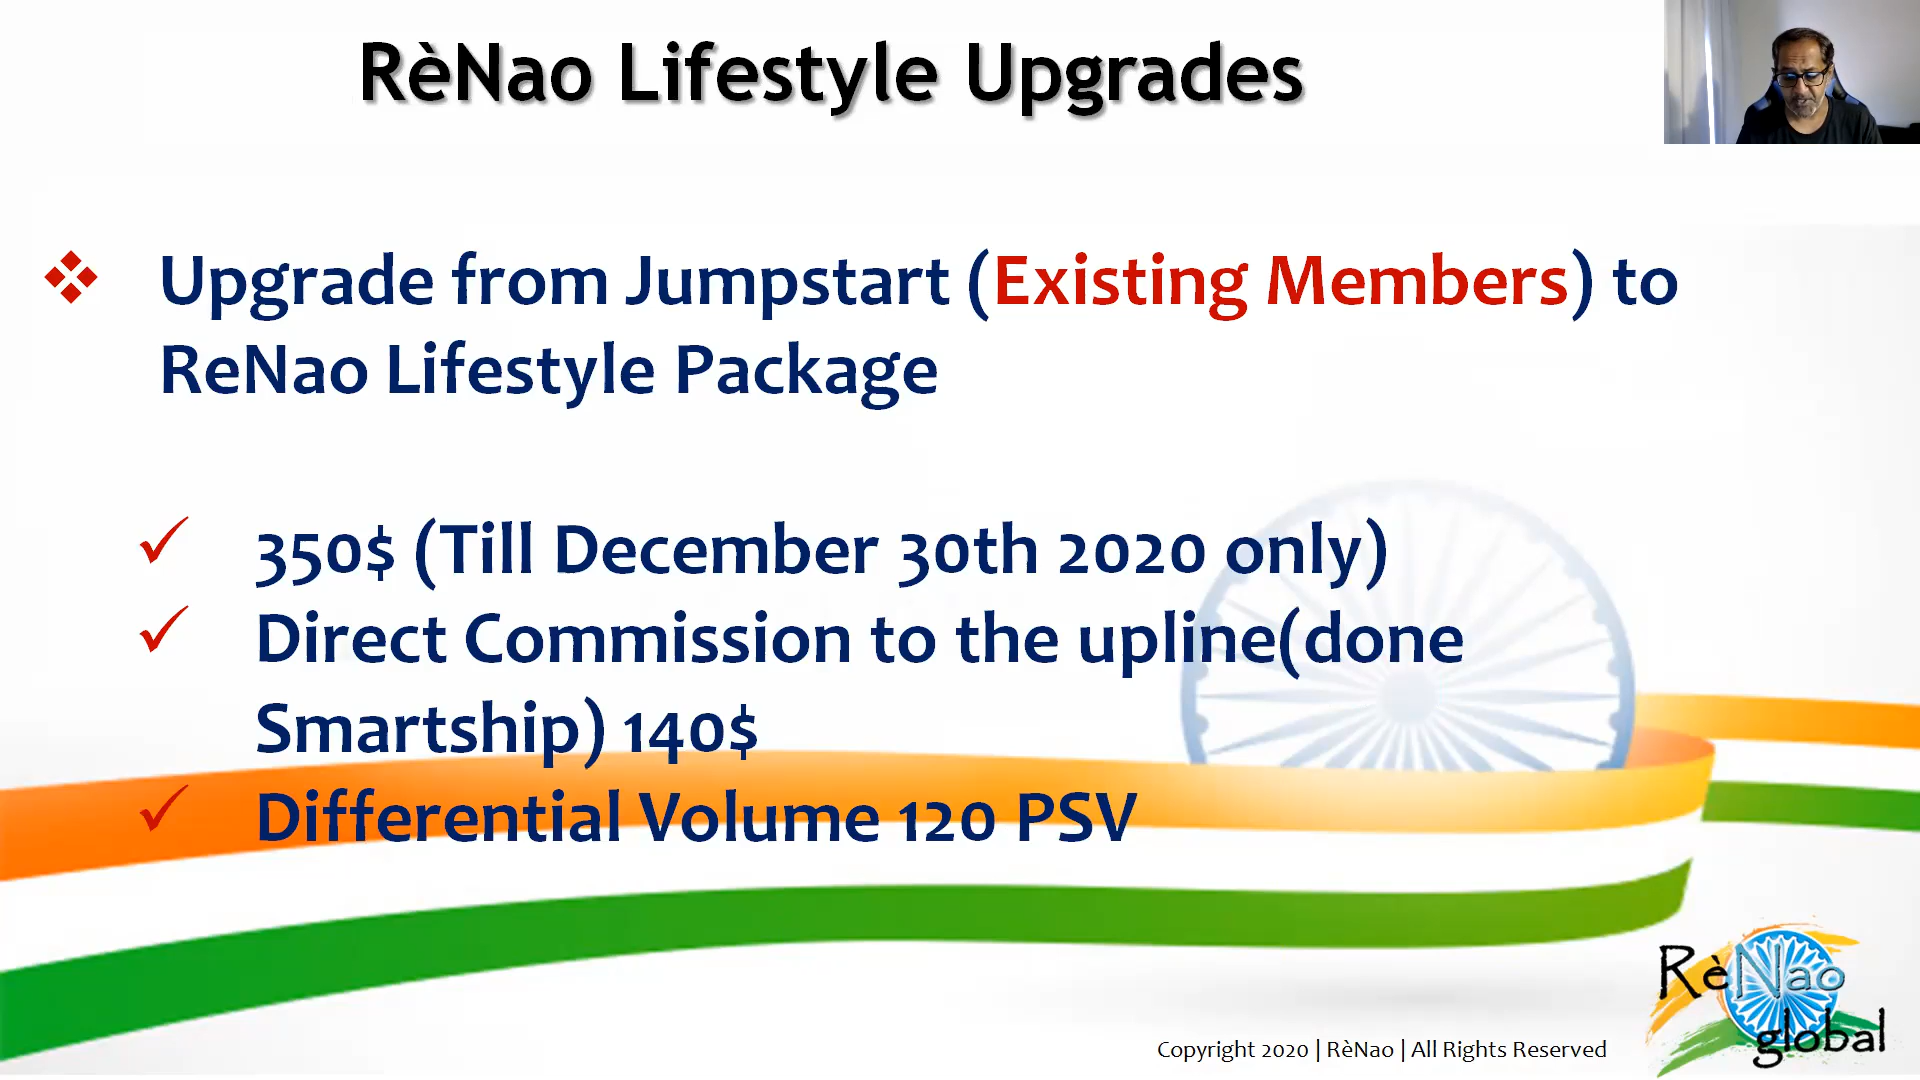 RèNao Lifestyle Upgrades
Upgrade from Jumpstart (Existing Members) to
ReNao Lifestyle Package
350$ (Till December 30th 2020 only)
Direct Commission to the upline(done
Smartship) 140$
Differential Volume 120 PSV
RèNao
global
Copyright 2020 | RèNao | All Rights Reserved